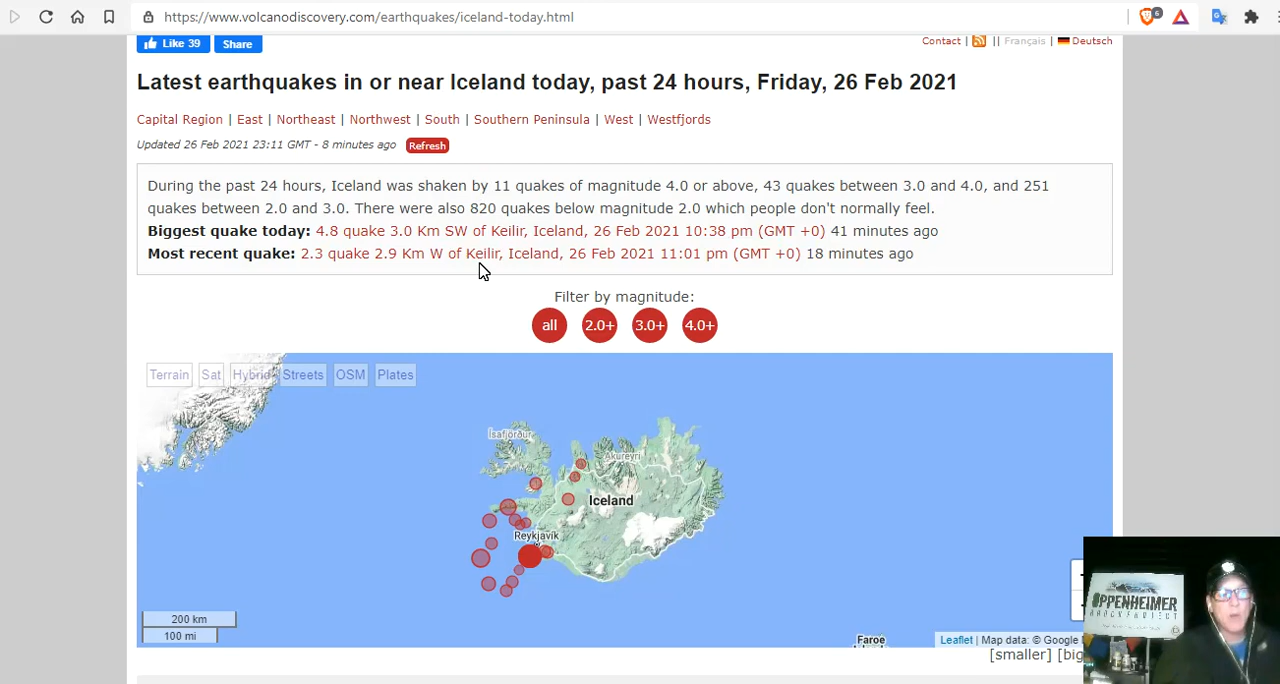 https://www.volcanodiscovery.com/earthquakes/iceland-today.html
6
Like 39 Share
Contact | || Français | Deutsch
Latest earthquakes in or near Iceland today, past 24 hours, Friday, 26 Feb 2021
Capital Region | East | Northeast | Northwest | South | Southern Peninsula | West | Westfjords
Updated 26 Feb 2021 23:11 GMT - 8 minutes ago Refresh
During the past 24 hours, Iceland was shaken by 11 quakes of magnitude 4.0 or above, 43 quakes between 3.0 and 4.0, and 251
quakes between 2.0 and 3.0. There were also 820 quakes below magnitude 2.0 which people don't normally feel.
Biggest quake today: 4.8 quake 3.0 Km SW of Keilir, Iceland, 26 Feb 2021 10:38 pm (GMT +0) 41 minutes ago
Most recent quake: 2.3 quake 2.9 Km W of Keilir, Iceland, 26 Feb 2021 11:01 pm (GMT +0) 18 minutes ago
Filter by magnitude:
all 2.0+ 3.0+ 4.0+
Terrain Sat Hybrid Streets OSM Plates
Ísafjörður
Akureyri
Iceland
Reykjavík
200 km
100 mi
Faroe
Leaflet | Map data: © Google
[smaller] [big
OPPENHEIMER